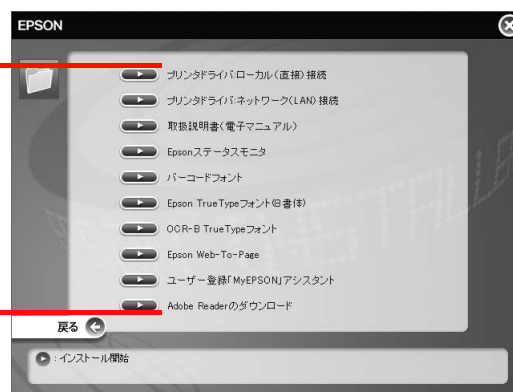 EPSON
プリンタドライバ:ローカル(直接)接続
プリンタドライバ:ネットワーク(LAN)接続
取扱説明書(電子マニュアル)
Epsonステータスモニタ
バーコードフォント
Epson TrueTypeフォント(8書体)
OCR-B TrueTypeフォント
Epson Web-To-Page
ユーザー登録「MyEPSON」アシスタント
Adobe Readerのダウンロード
戻る
:インストール開始